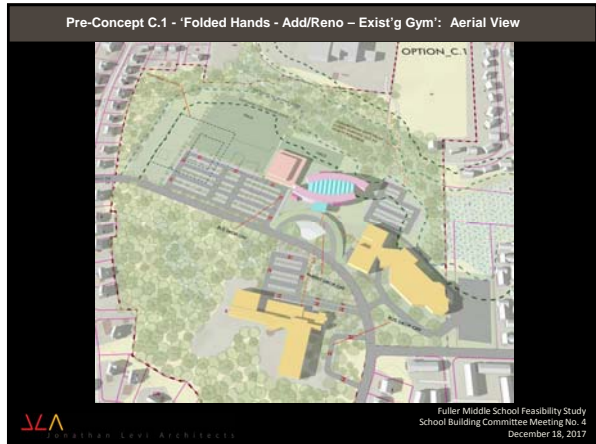 Pre-Concept C.1 - 'Folded Hands - Add/Reno – Exist'g Gym': Aerial View
OPTION_C.1
Jonathan Levi Architects
Fuller Middle School Feasibility Study
School Building Committee Meeting No. 4
December 18, 2017